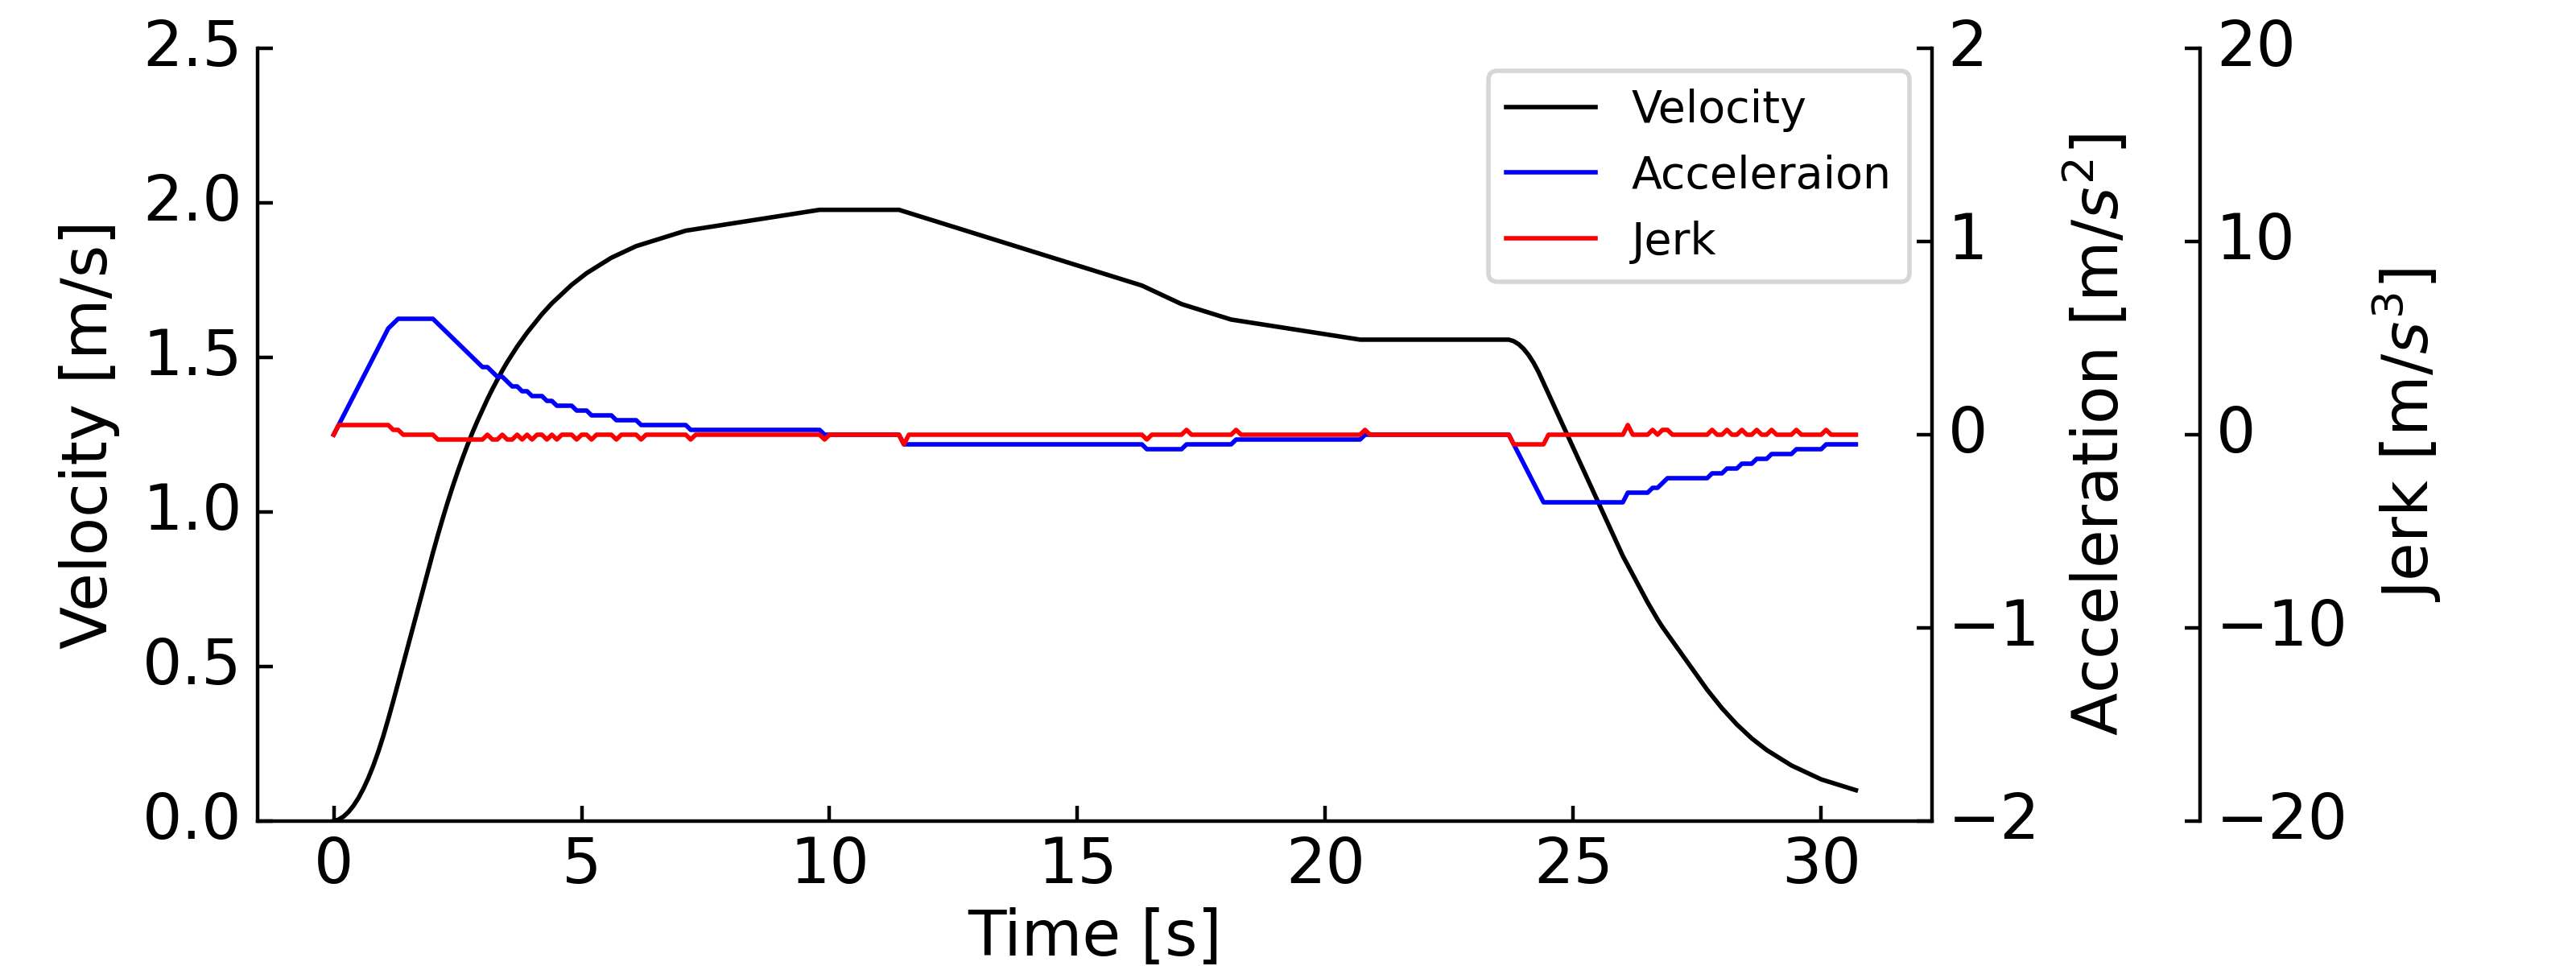 Velocity [m/s]
2.5
2.0
1.5
1.0
0.5
0.0
0 5 10 15 20 25 30
Time [s]
Velocity
Acceleraion
Jerk
2
1
0
−1
−2
Acceleration [m/s²]
20
10
0
−10
−20
Jerk [m/s³]